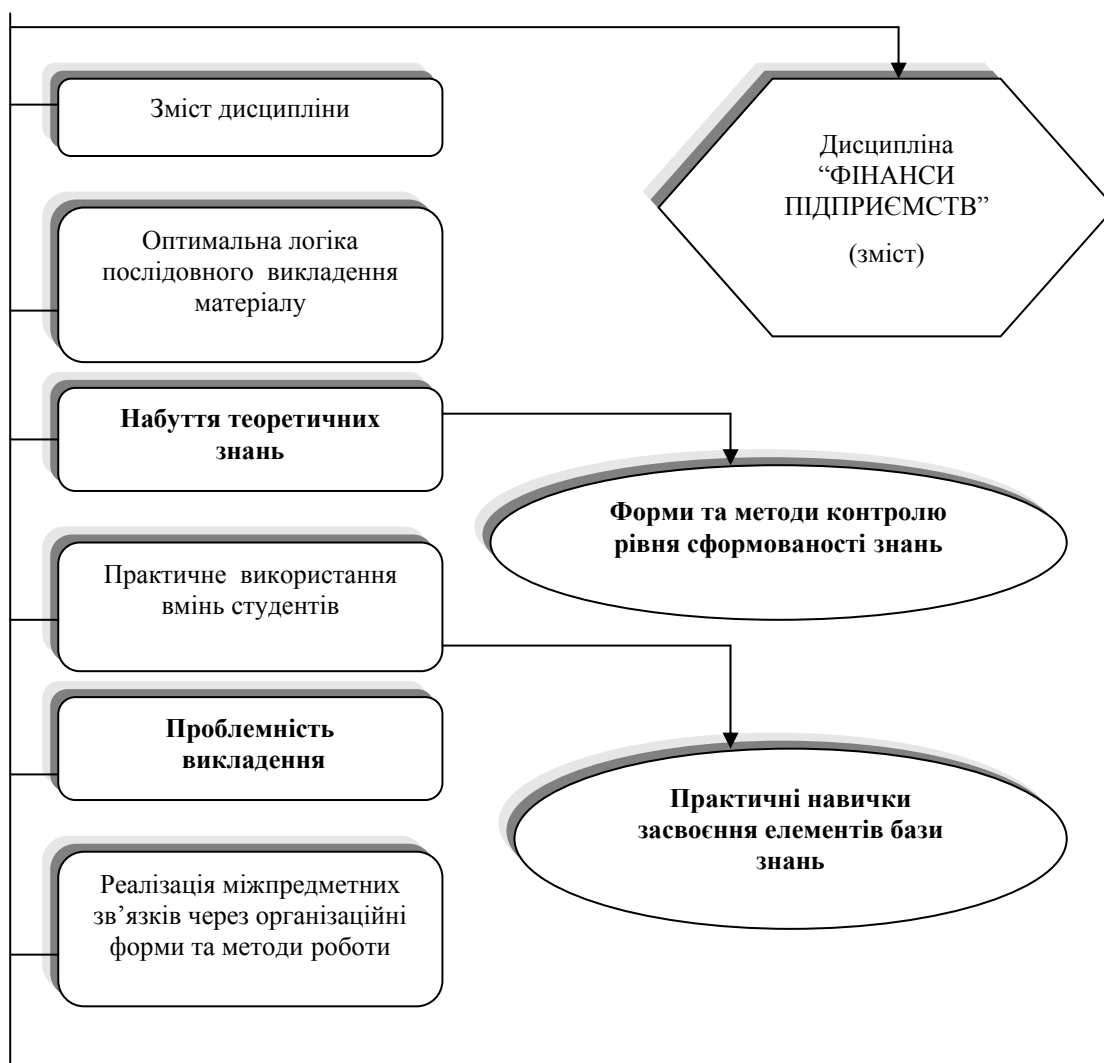 Зміст дисципліни
Дисципліна
“ФІНАНСИ
ПІДПРИЄМСТВ”
(зміст)
Оптимальна логіка
послідовного викладення
матеріалу
Набуття теоретичних
знань
Форми та методи контролю
рівня сформованості знань
Практичне використання
вмінь студентів
Проблемність
викладення
Практичні навички
засвоєння елементів бази
знань
Реалізація міжпредметних
зв’язків через організаційні
форми та методи роботи